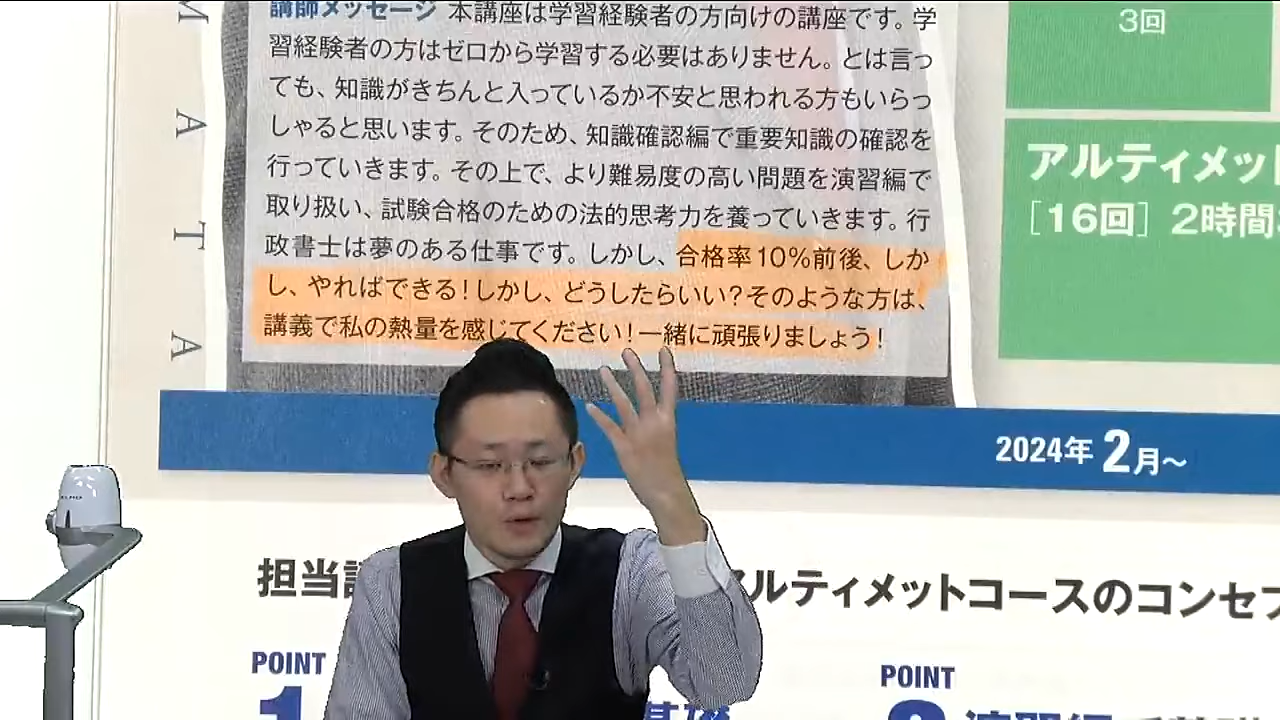 M
A
T
A
講師メッセージ 本講座は学習経験者の方向けの講座です。学
習経験者の方はゼロから学習する必要はありません。とは言っ
ても、知識がきちんと入っているか不安と思われる方もいらっ
しゃると思います。そのため、知識確認編で重要知識の確認を
行っていきます。その上で、より難易度の高い問題を演習編で
取り扱い、試験合格のための法的思考力を養っていきます。行
政書士は夢のある仕事です。しかし、合格率10%前後、しか
し、やればできる！しかし、どうしたらいい？そのような方は、
講義で私の熱量を感じてください！一緒に頑張りましょう！
3回
アルティメット
［16回］2時間
2024年 2月～
担当
アルティメットコースのコンセプ
POINT
1
基礎
POINT
演習編